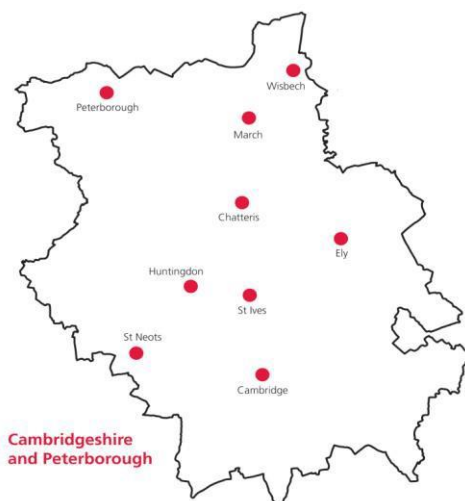 Wisbech
Peterborough
March
Chatteris
Ely
Huntingdon
St Ives
St Neots
Cambridge
Cambridgeshire
and Peterborough